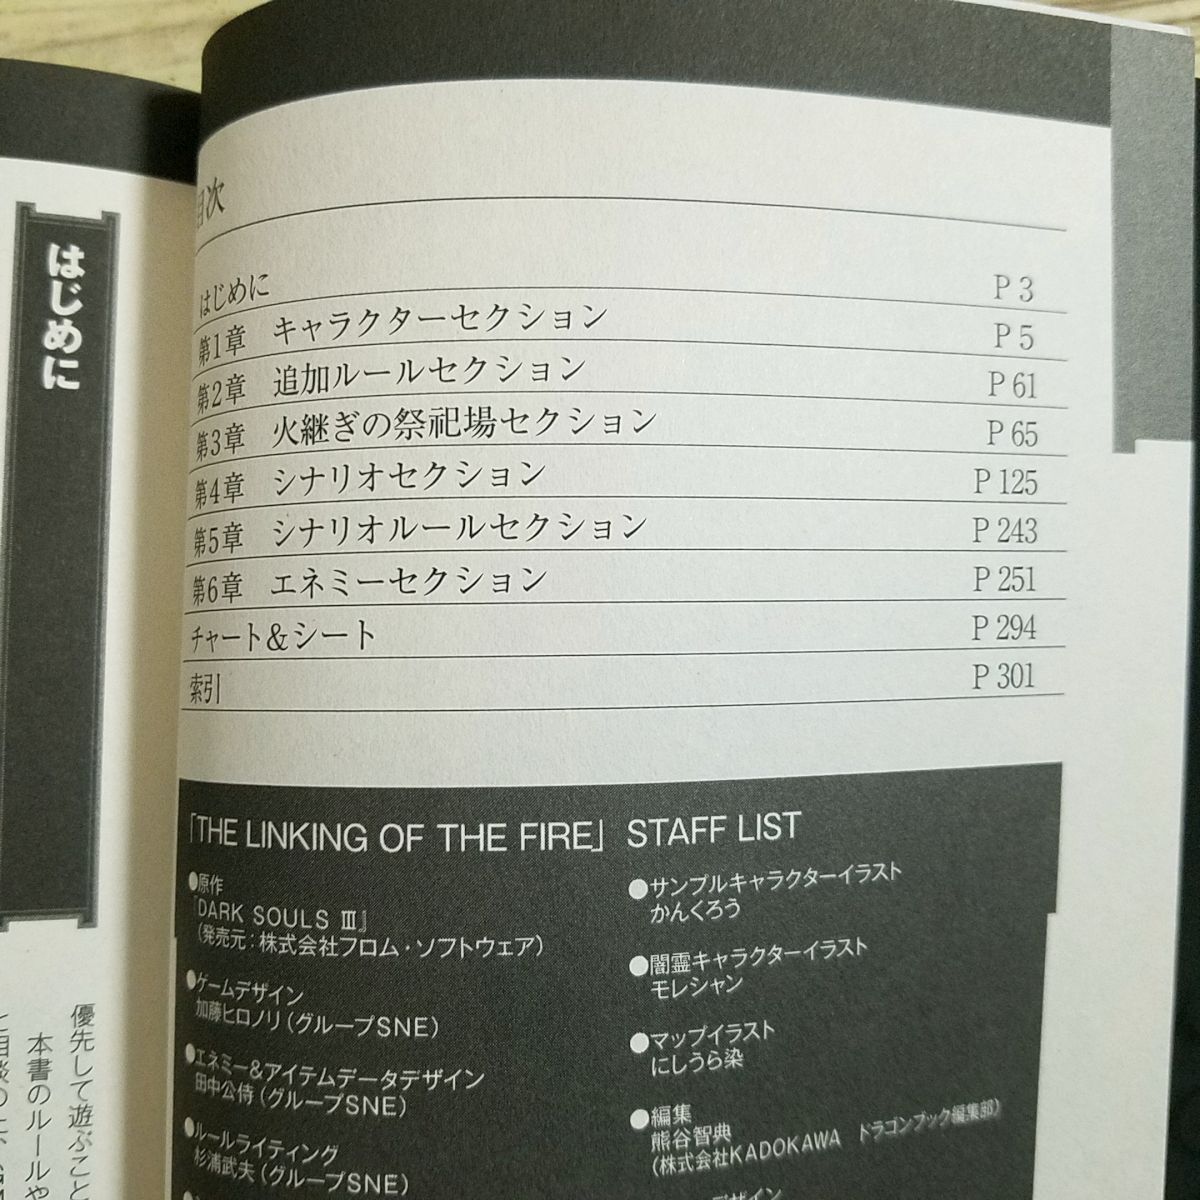 はじめに
優先して遊ぶこと
本書のルールや
目次
はじめに P 3
第1章 キャラクターセクション P 5
第2章 追加ルールセクション P 61
第3章 火継ぎの祭祀場セクション P 65
第4章 シナリオセクション P 125
第5章 シナリオルールセクション P 243
第6章 エネミーセクション P 251
チャート&シート P 294
索引 P 301
「THE LINKING OF THE FIRE」 STAFF LIST
●原作
『DARK SOULS Ⅲ』
(発売元:株式会社フロム・ソフトウェア)
●ゲームデザイン
加藤ヒロノリ(グループSNE)
●エネミー&アイテムデータデザイン
田中公侍(グループSNE)
●ルールライティング
杉浦武夫(グループSNE)
●サンプルキャラクターイラスト
かんくろう
●闇霊キャラクターイラスト
モレシャン
●マップイラスト
にしうら染
●編集
熊谷智典
(株式会社KADOKAWA ドラゴンブック編集部)